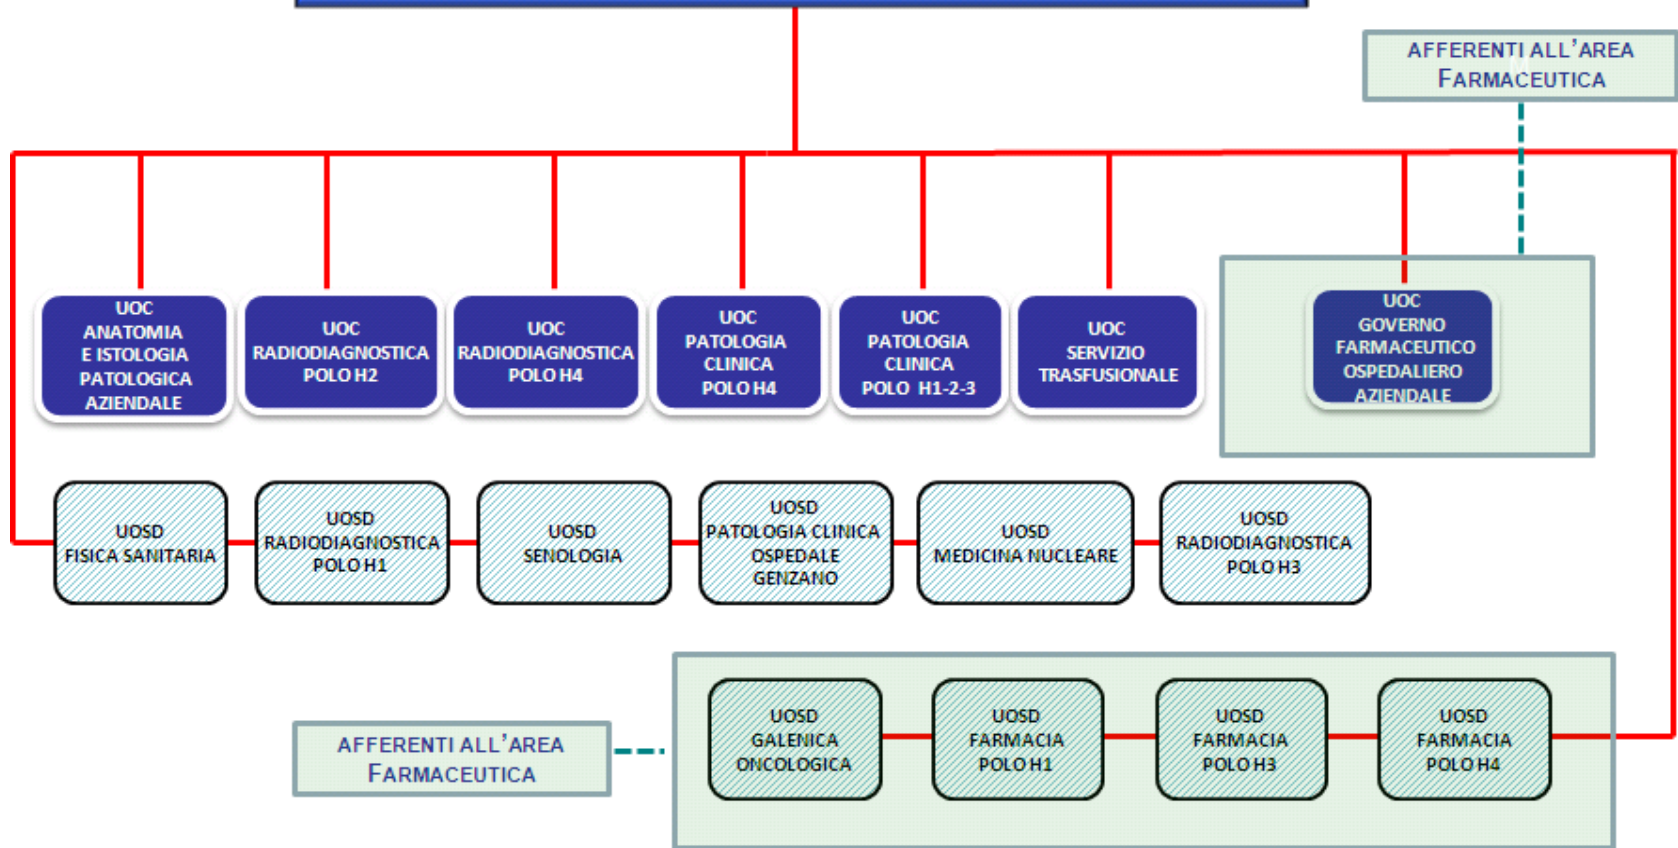 AFFERENTI ALL'AREA
FARMACEUTICA
UOC
ANATOMIA
E ISTOLOGIA
PATOLOGICA
AZIENDALE
UOC
RADIODIAGNOSTICA
POLO H2
UOC
RADIODIAGNOSTICA
POLO H4
UOC
PATOLOGIA
CLINICA
POLO H4
UOC
PATOLOGIA
CLINICA
POLO H1-2-3
UOC
SERVIZIO
TRASFUSIONALE
UOC
GOVERNO
FARMACEUTICO
OSPEDALIERO
AZIENDALE
UOSD
FISICA SANITARIA
UOSD
RADIODIAGNOSTICA
POLO H1
UOSD
SENOLOGIA
UOSD
PATOLOGIA CLINICA
OSPEDALE
GENZANO
UOSD
MEDICINA NUCLEARE
UOSD
RADIODIAGNOSTICA
POLO H3
AFFERENTI ALL'AREA
FARMACEUTICA
UOSD
GALENICA
ONCOLOGICA
UOSD
FARMACIA
POLO H1
UOSD
FARMACIA
POLO H3
UOSD
FARMACIA
POLO H4